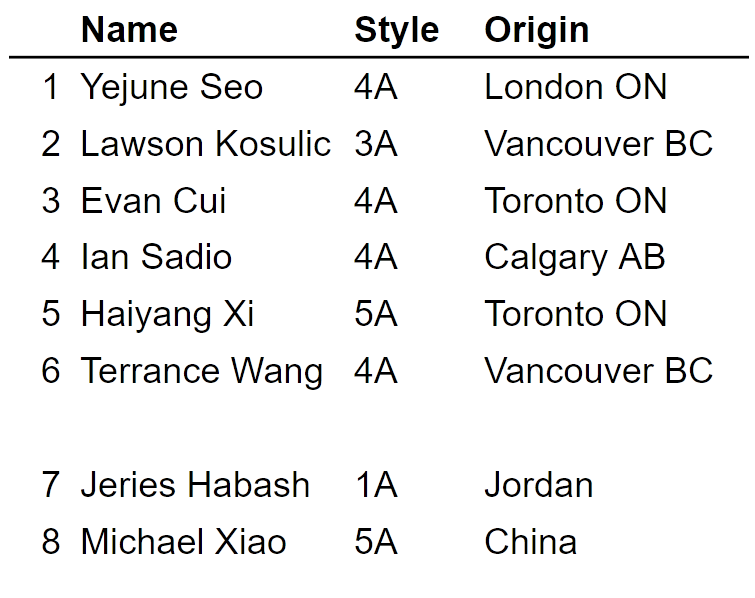 Name Style Origin
1 Yejune Seo 4A London ON
2 Lawson Kosulic 3A Vancouver BC
3 Evan Cui 4A Toronto ON
4 Ian Sadio 4A Calgary AB
5 Haiyang Xi 5A Toronto ON
6 Terrance Wang 4A Vancouver BC
7 Jeries Habash 1A Jordan
8 Michael Xiao 5A China